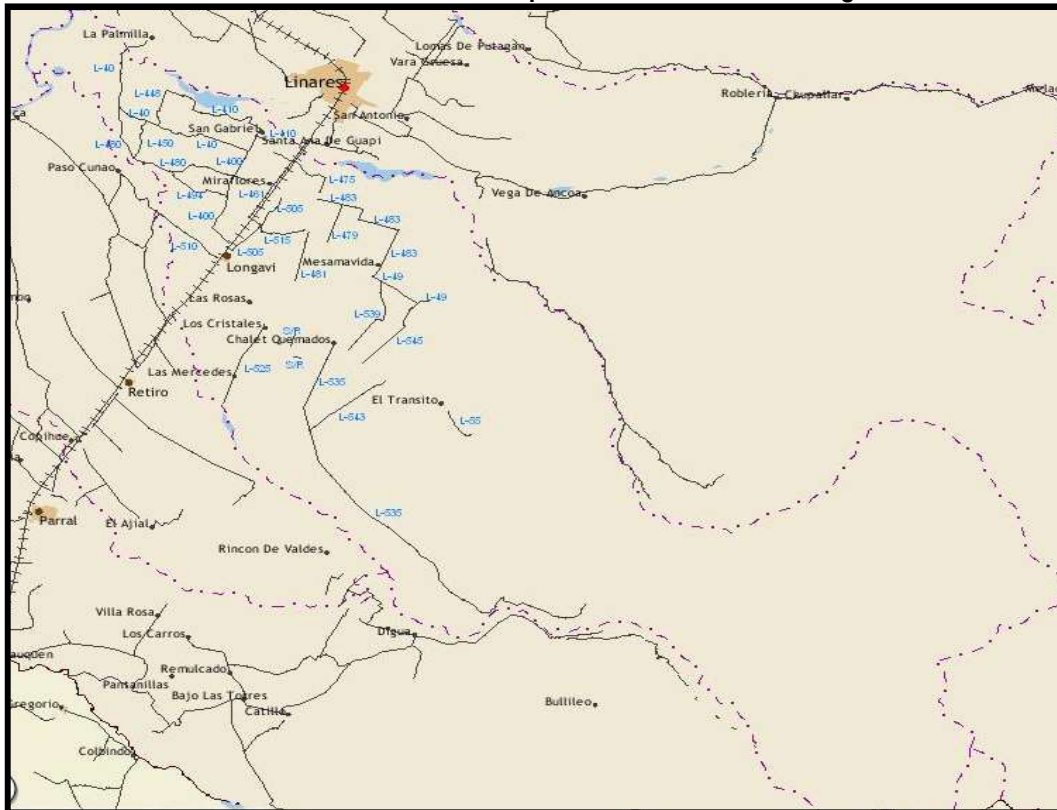 La Palmilla
Lomas De Putagan
Vara Gruesa
L-40
Linares
Robleria
Chupallar
L-448
L-410
L-40
San Antonio
San Gabriel
L-410
Santa Ana De Guapi
L-450
L-40
L-480
L-400
Paso Cunao
Miraflores
L-475
Vega De Ancoa
L-494
L-461
L-483
L-505
L-400
L-483
L-479
L-510
L-515
L-505
L-483
Longavi
Mesamavida
L-481
L-49
Las Rosas
L-49
L-539
Los Cristales
S/R
Chalet Quemados
L-545
S/R
Las Mercedes
L-525
L-535
Retiro
El Transito
L-543
L-55
Copihue
Parral
L-535
El Ajial
Rincon De Valdes
Villa Rosa
Los Carros
Digua
auquen
Remulcado
Pantanillas
Bajo Las Torres
Catillo
Bullileo
Gregorio
Colbindo